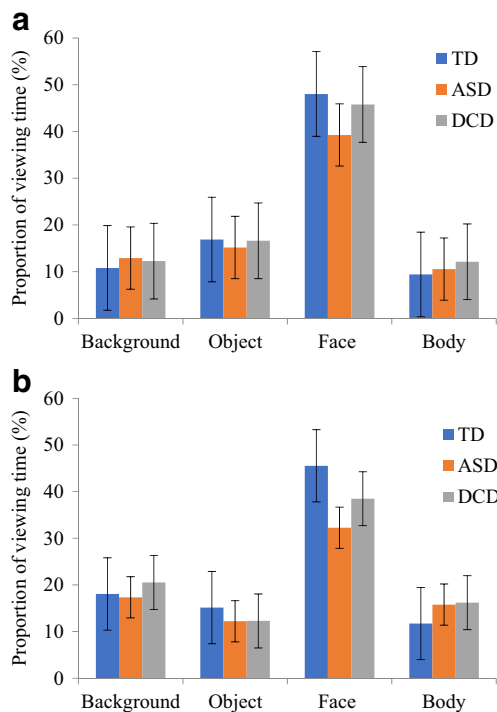 a
Proportion of viewing time (%)
60
50
40
30
20
10
0
TD
ASD
DCD
Background Object Face Body
b
Proportion of viewing time (%)
60
50
40
30
20
10
0
TD
ASD
DCD
Background Object Face Body